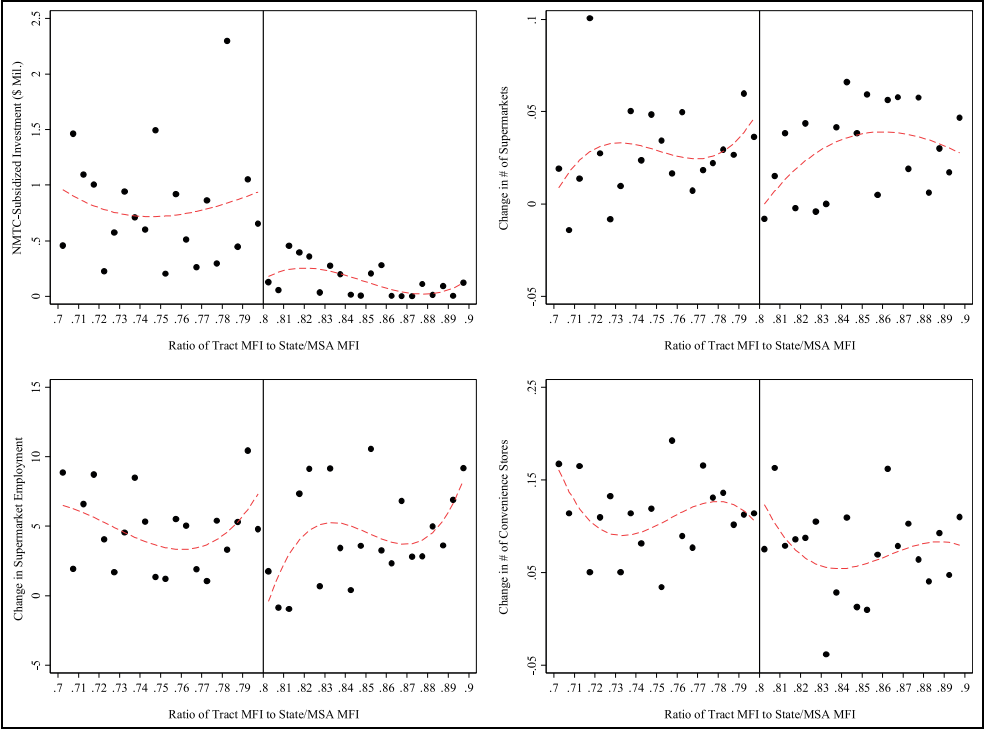 NMTC-Subsidized Investment ($ Mil.)
2.5
2
1.5
1
.5
0
.7 .71 .72 .73 .74 .75 .76 .77 .78 .79 .8 .81 .82 .83 .84 .85 .86 .87 .88 .89 .9
Ratio of Tract MFI to State/MSA MFI
Change in # of Supermarkets
.1
.05
0
-.05
.7 .71 .72 .73 .74 .75 .76 .77 .78 .79 .8 .81 .82 .83 .84 .85 .86 .87 .88 .89 .9
Ratio of Tract MFI to State/MSA MFI
Change in Supermarket Employment
15
10
5
0
-5
.7 .71 .72 .73 .74 .75 .76 .77 .78 .79 .8 .81 .82 .83 .84 .85 .86 .87 .88 .89 .9
Ratio of Tract MFI to State/MSA MFI
Change in # of Convenience Stores
.25
.15
.05
-.05
.7 .71 .72 .73 .74 .75 .76 .77 .78 .79 .8 .81 .82 .83 .84 .85 .86 .87 .88 .89 .9
Ratio of Tract MFI to State/MSA MFI